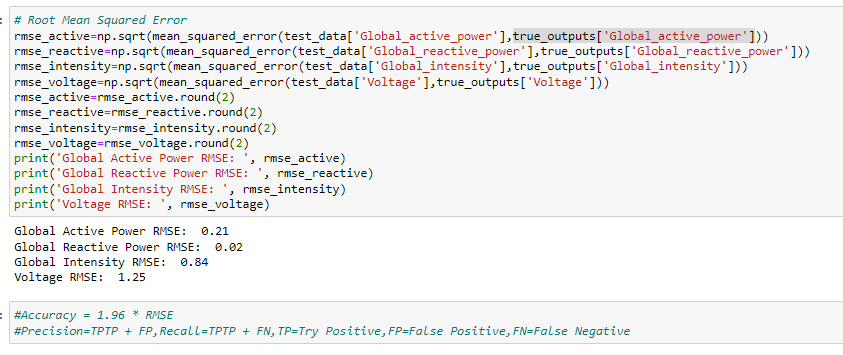 # Root Mean Squared Error
rmse_active=np.sqrt(mean_squared_error(test_data['Global_active_power'],true_outputs['Global_active_power']))
rmse_reactive=np.sqrt(mean_squared_error(test_data['Global_reactive_power'],true_outputs['Global_reactive_power']))
rmse_intensity=np.sqrt(mean_squared_error(test_data['Global_intensity'],true_outputs['Global_intensity']))
rmse_voltage=np.sqrt(mean_squared_error(test_data['Voltage'],true_outputs['Voltage']))
rmse_active=rmse_active.round(2)
rmse_reactive=rmse_reactive.round(2)
rmse_intensity=rmse_intensity.round(2)
rmse_voltage=rmse_voltage.round(2)
print('Global Active Power RMSE: ', rmse_active)
print('Global Reactive Power RMSE: ', rmse_reactive)
print('Global Intensity RMSE: ', rmse_intensity)
print('Voltage RMSE: ', rmse_voltage)
Global Active Power RMSE:  0.21
Global Reactive Power RMSE:  0.02
Global Intensity RMSE:  0.84
Voltage RMSE:  1.25
#Accuracy = 1.96 * RMSE
#Precision=TPTP + FP,Recall=TPTP + FN,TP=Try Positive,FP=False Positive,FN=False Negative